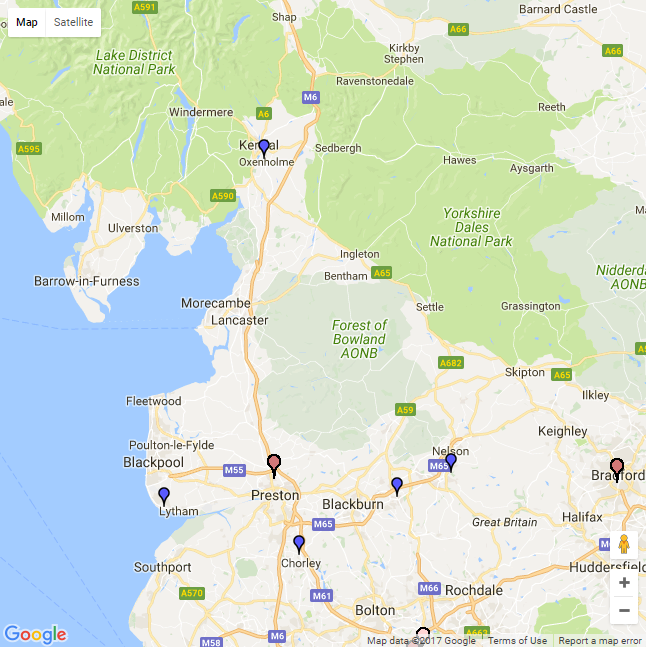 A591
Shap
Barnard Castle
Map
Satellite
A66
A66
Kirkby
Stephen
Lake District
National Park
Ravenstonedale
M6
Reeth
Windermere
A6
A595
Kendal
Sedbergh
Oxenholme
Hawes
Aysgarth
A590
Millom
Ulverston
Yorkshire
Dales
National Park
Ingleton
Bentham
A65
Barrow-in-Furness
Nidderda
AONB
Morecambe
Lancaster
Settle
Grassington
Forest of
Bowland
AONB
A682
Skipton
A65
Ilkley
Fleetwood
A59
Keighley
Poulton-le-Fylde
Blackpool
Nelson
M55
M65
Bradford
Preston
Blackburn
Lytham
M65
Great Britain
Halifax
Chorley
Southport
Huddersfield
A570
M61
M66
Rochdale
Bolton
M58
M6
Google
Map data ©2017 Google
Terms of Use
Report a map error